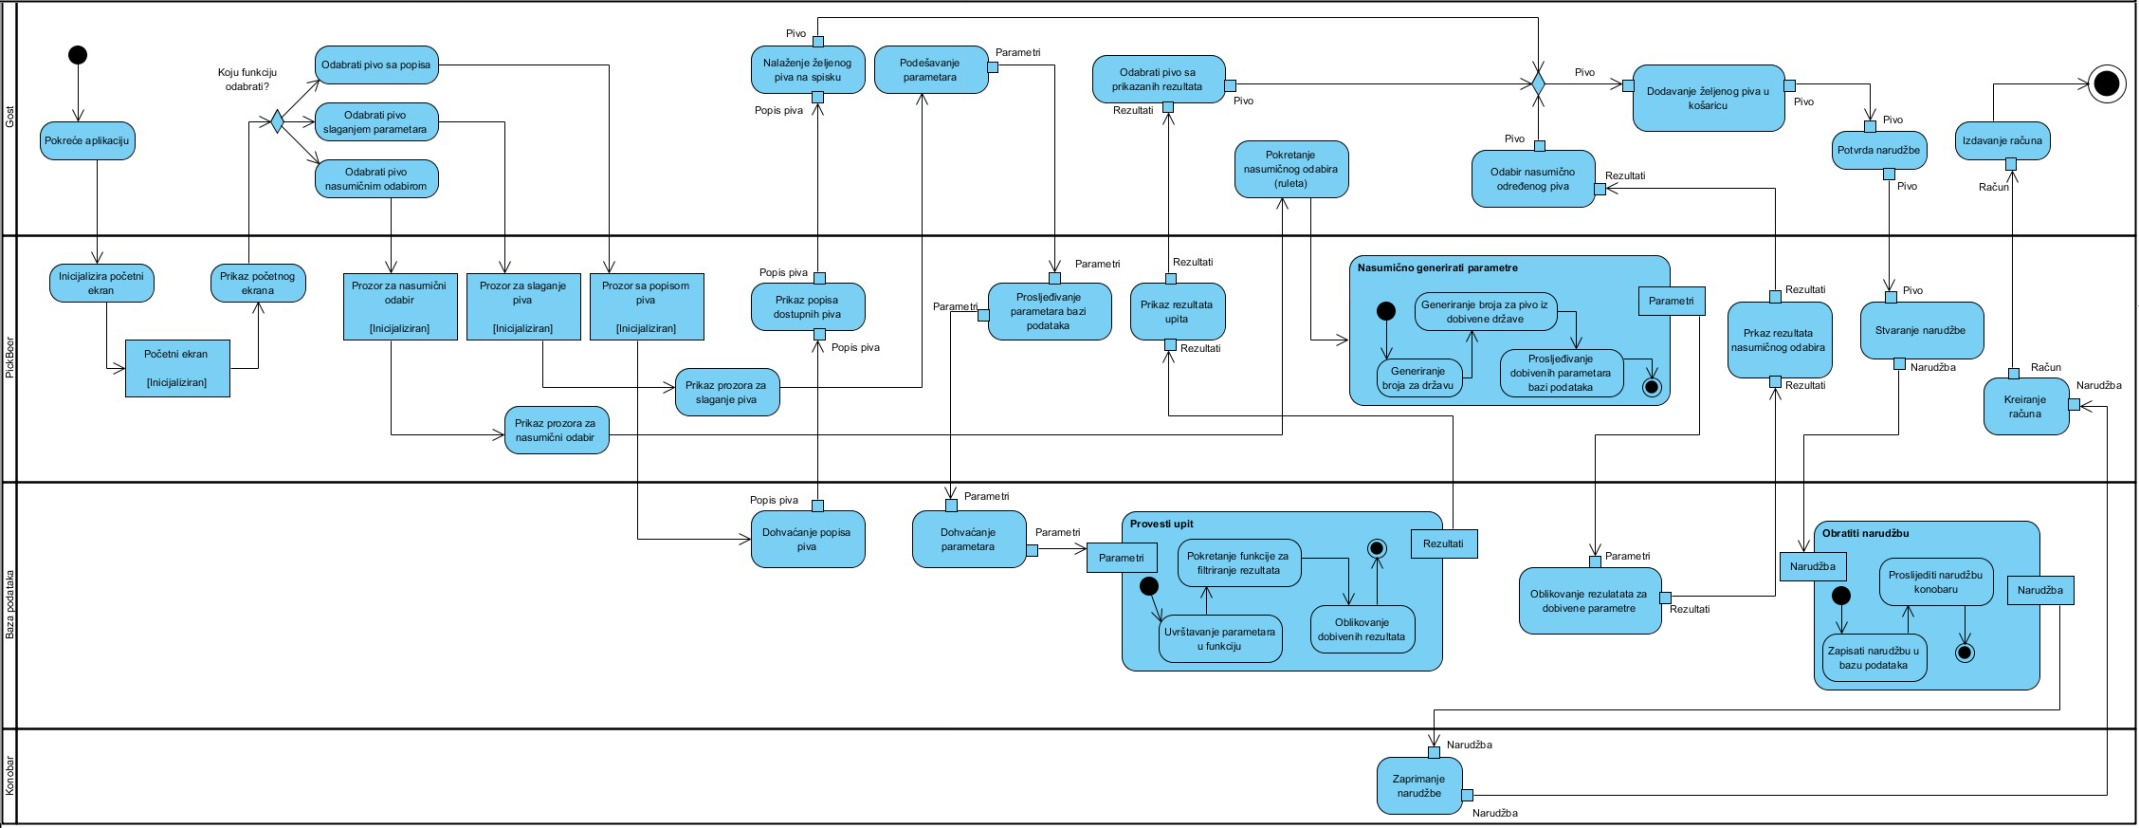 Gost
Pokreće aplikaciju
Koju funkciju
odabrati?
Odabrati pivo sa popisa
Odabrati pivo
slaganjem parametara
Odabrati pivo
nasumičnim odabirom
Pivo
Nalaženje željenog
piva na spisku
Popis piva
Podešavanje
parametara
Parametri
Odabrati pivo sa
prikazanih rezultata
Rezultati
Pivo
Pokretanje
nasumičnog odabira
(ruleta)
Pivo
Odabir nasumično
određenog piva
Rezultati
Pivo
Dodavanje željenog piva u
košaricu
Pivo
Pivo
Potvrda narudžbe
Pivo
Izdavanje računa
Račun
PickBeer
Inicijalizira početni
ekran
Početni ekran
[Inicijaliziran]
Prikaz početnog
ekrana
Prozor za nasumični
odabir
[Inicijaliziran]
Prozor za slaganje
piva
[Inicijaliziran]
Prozor sa popisom
piva
[Inicijaliziran]
Prikaz prozora za
nasumični odabir
Prikaz prozora za
slaganje piva
Popis piva
Prikaz popisa
dostupnih piva
Popis piva
Parametri
Parametri
Prosljeđivanje
parametara bazi
podataka
Rezultati
Prikaz rezultata
upita
Rezultati
Nasumično generirati parametre
Generiranje broja za pivo iz
dobivene države
Generiranje
broja za državu
Prosljeđivanje
dobivenih parametara
bazi podataka
Parametri
Rezultati
Prkaz rezultata
nasumičnog odabira
Rezultati
Pivo
Stvaranje narudžbe
Narudžba
Račun
Narudžba
Kreiranje
računa
Baza podataka
Popis piva
Dohvaćanje popisa
piva
Parametri
Dohvaćanje
parametara
Parametri
Provesti upit
Parametri
Pokretanje funkcije za
filtriranje rezultata
Uvrštavanje parametara
u funkciju
Oblikovanje
dobivenih rezultata
Rezultati
Parametri
Oblikovanje rezulatata za
dobivene parametre
Rezultati
Obratiti narudžbu
Narudžba
Proslijediti narudžbu
konobaru
Zapisati narudžbu u
bazu podataka
Narudžba
Konobar
Narudžba
Zaprimanje
narudžbe
Narudžba